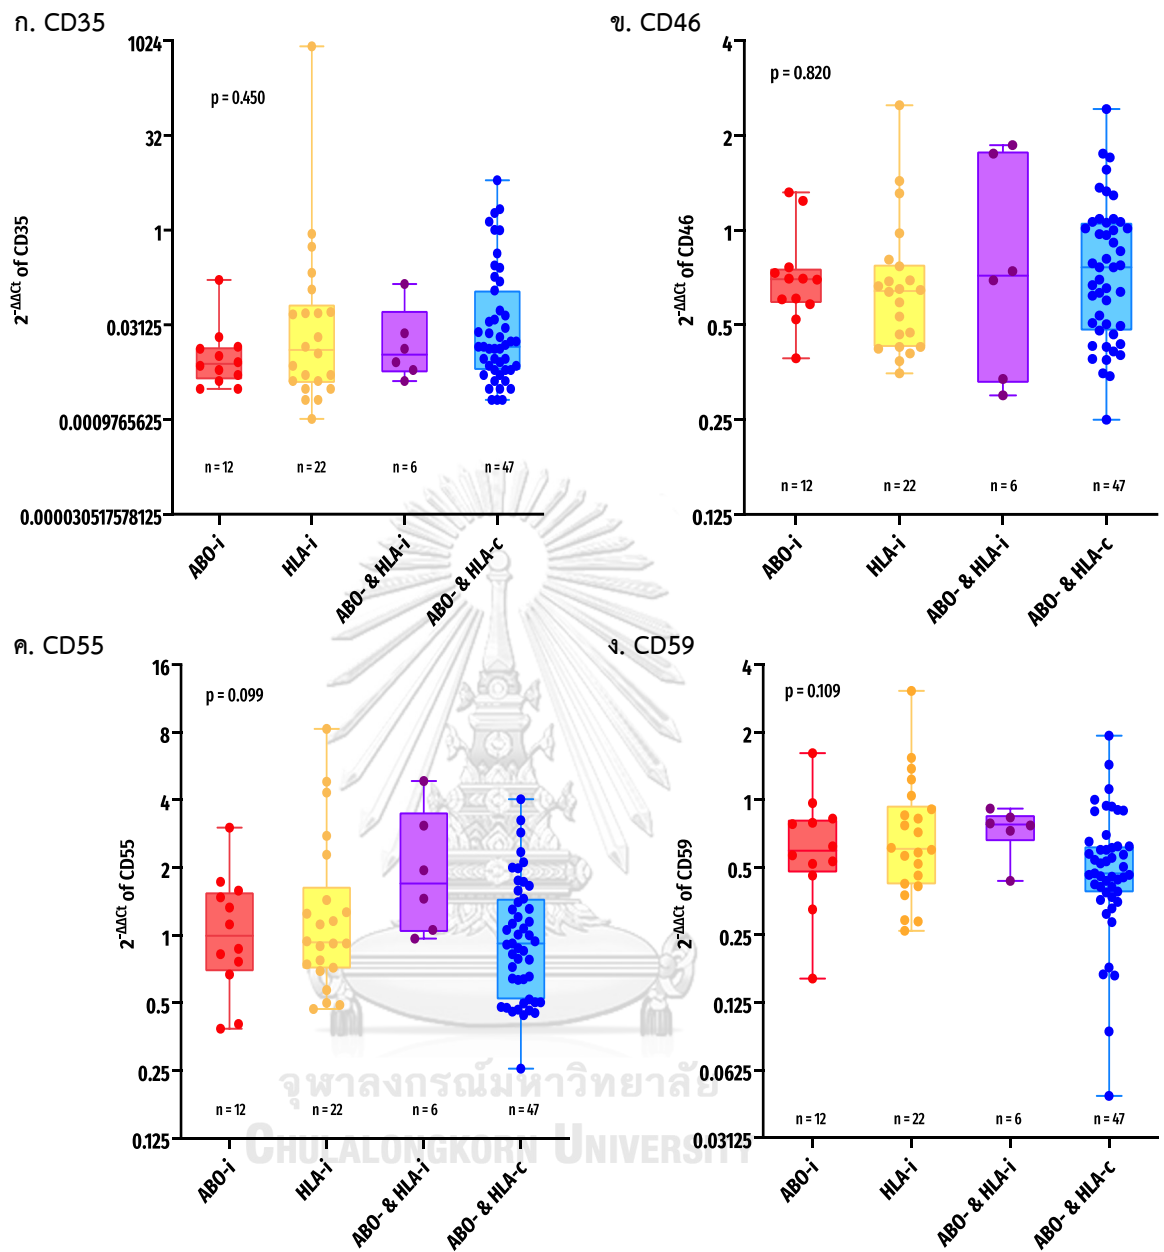 ก. CD35
1024
32
1
0.03125
0.0009765625
0.000030517578125
2^-ΔΔCt of CD35
p = 0.450
n = 12
n = 22
n = 6
n = 47
ABO-i
HLA-i
ABO- & HLA-i
ABO- & HLA-c
ข. CD46
4
2
1
0.5
0.25
0.125
2^-ΔΔCt of CD46
p = 0.820
n = 12
n = 22
n = 6
n = 47
ABO-i
HLA-i
ABO- & HLA-i
ABO- & HLA-c
ค. CD55
16
8
4
2
1
0.5
0.25
0.125
2^-ΔΔCt of CD55
p = 0.099
n = 12
n = 22
n = 6
n = 47
ABO-i
HLA-i
ABO- & HLA-i
ABO- & HLA-c
ง. CD59
4
2
1
0.5
0.25
0.125
0.0625
0.03125
2^-ΔΔCt of CD59
p = 0.109
n = 12
n = 22
n = 6
n = 47
ABO-i
HLA-i
ABO- & HLA-i
ABO- & HLA-c
จุฬาลงกรณ์มหาวิทยาลัย
CHULALONGKORN UNIVERSITY